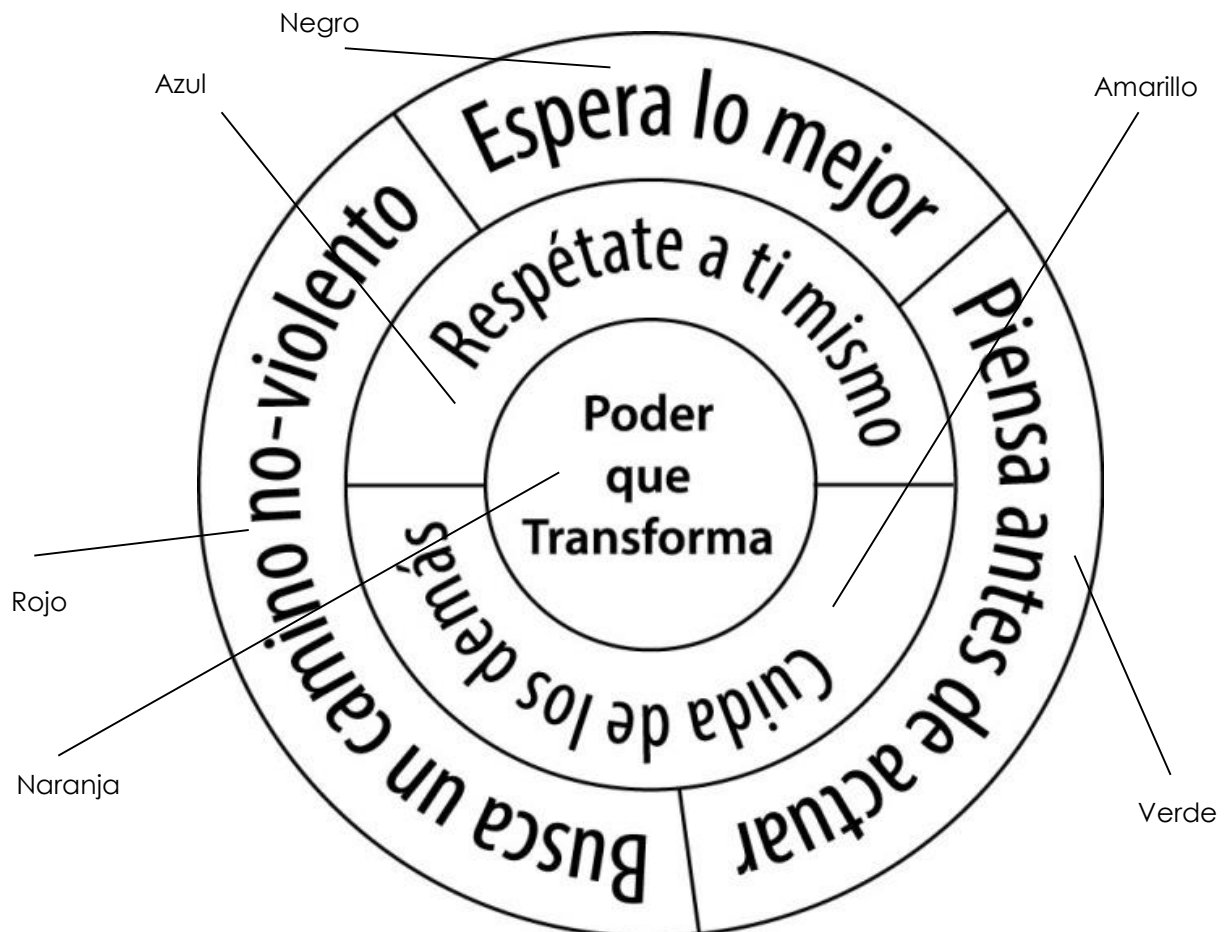 Negro
Azul
Amarillo
Espera lo mejor
Respétate a ti mismo
Piensa antes de actuar
Poder
que
Transforma
Cuida de los demás
Busca un camino no-violento
Rojo
Naranja
Verde